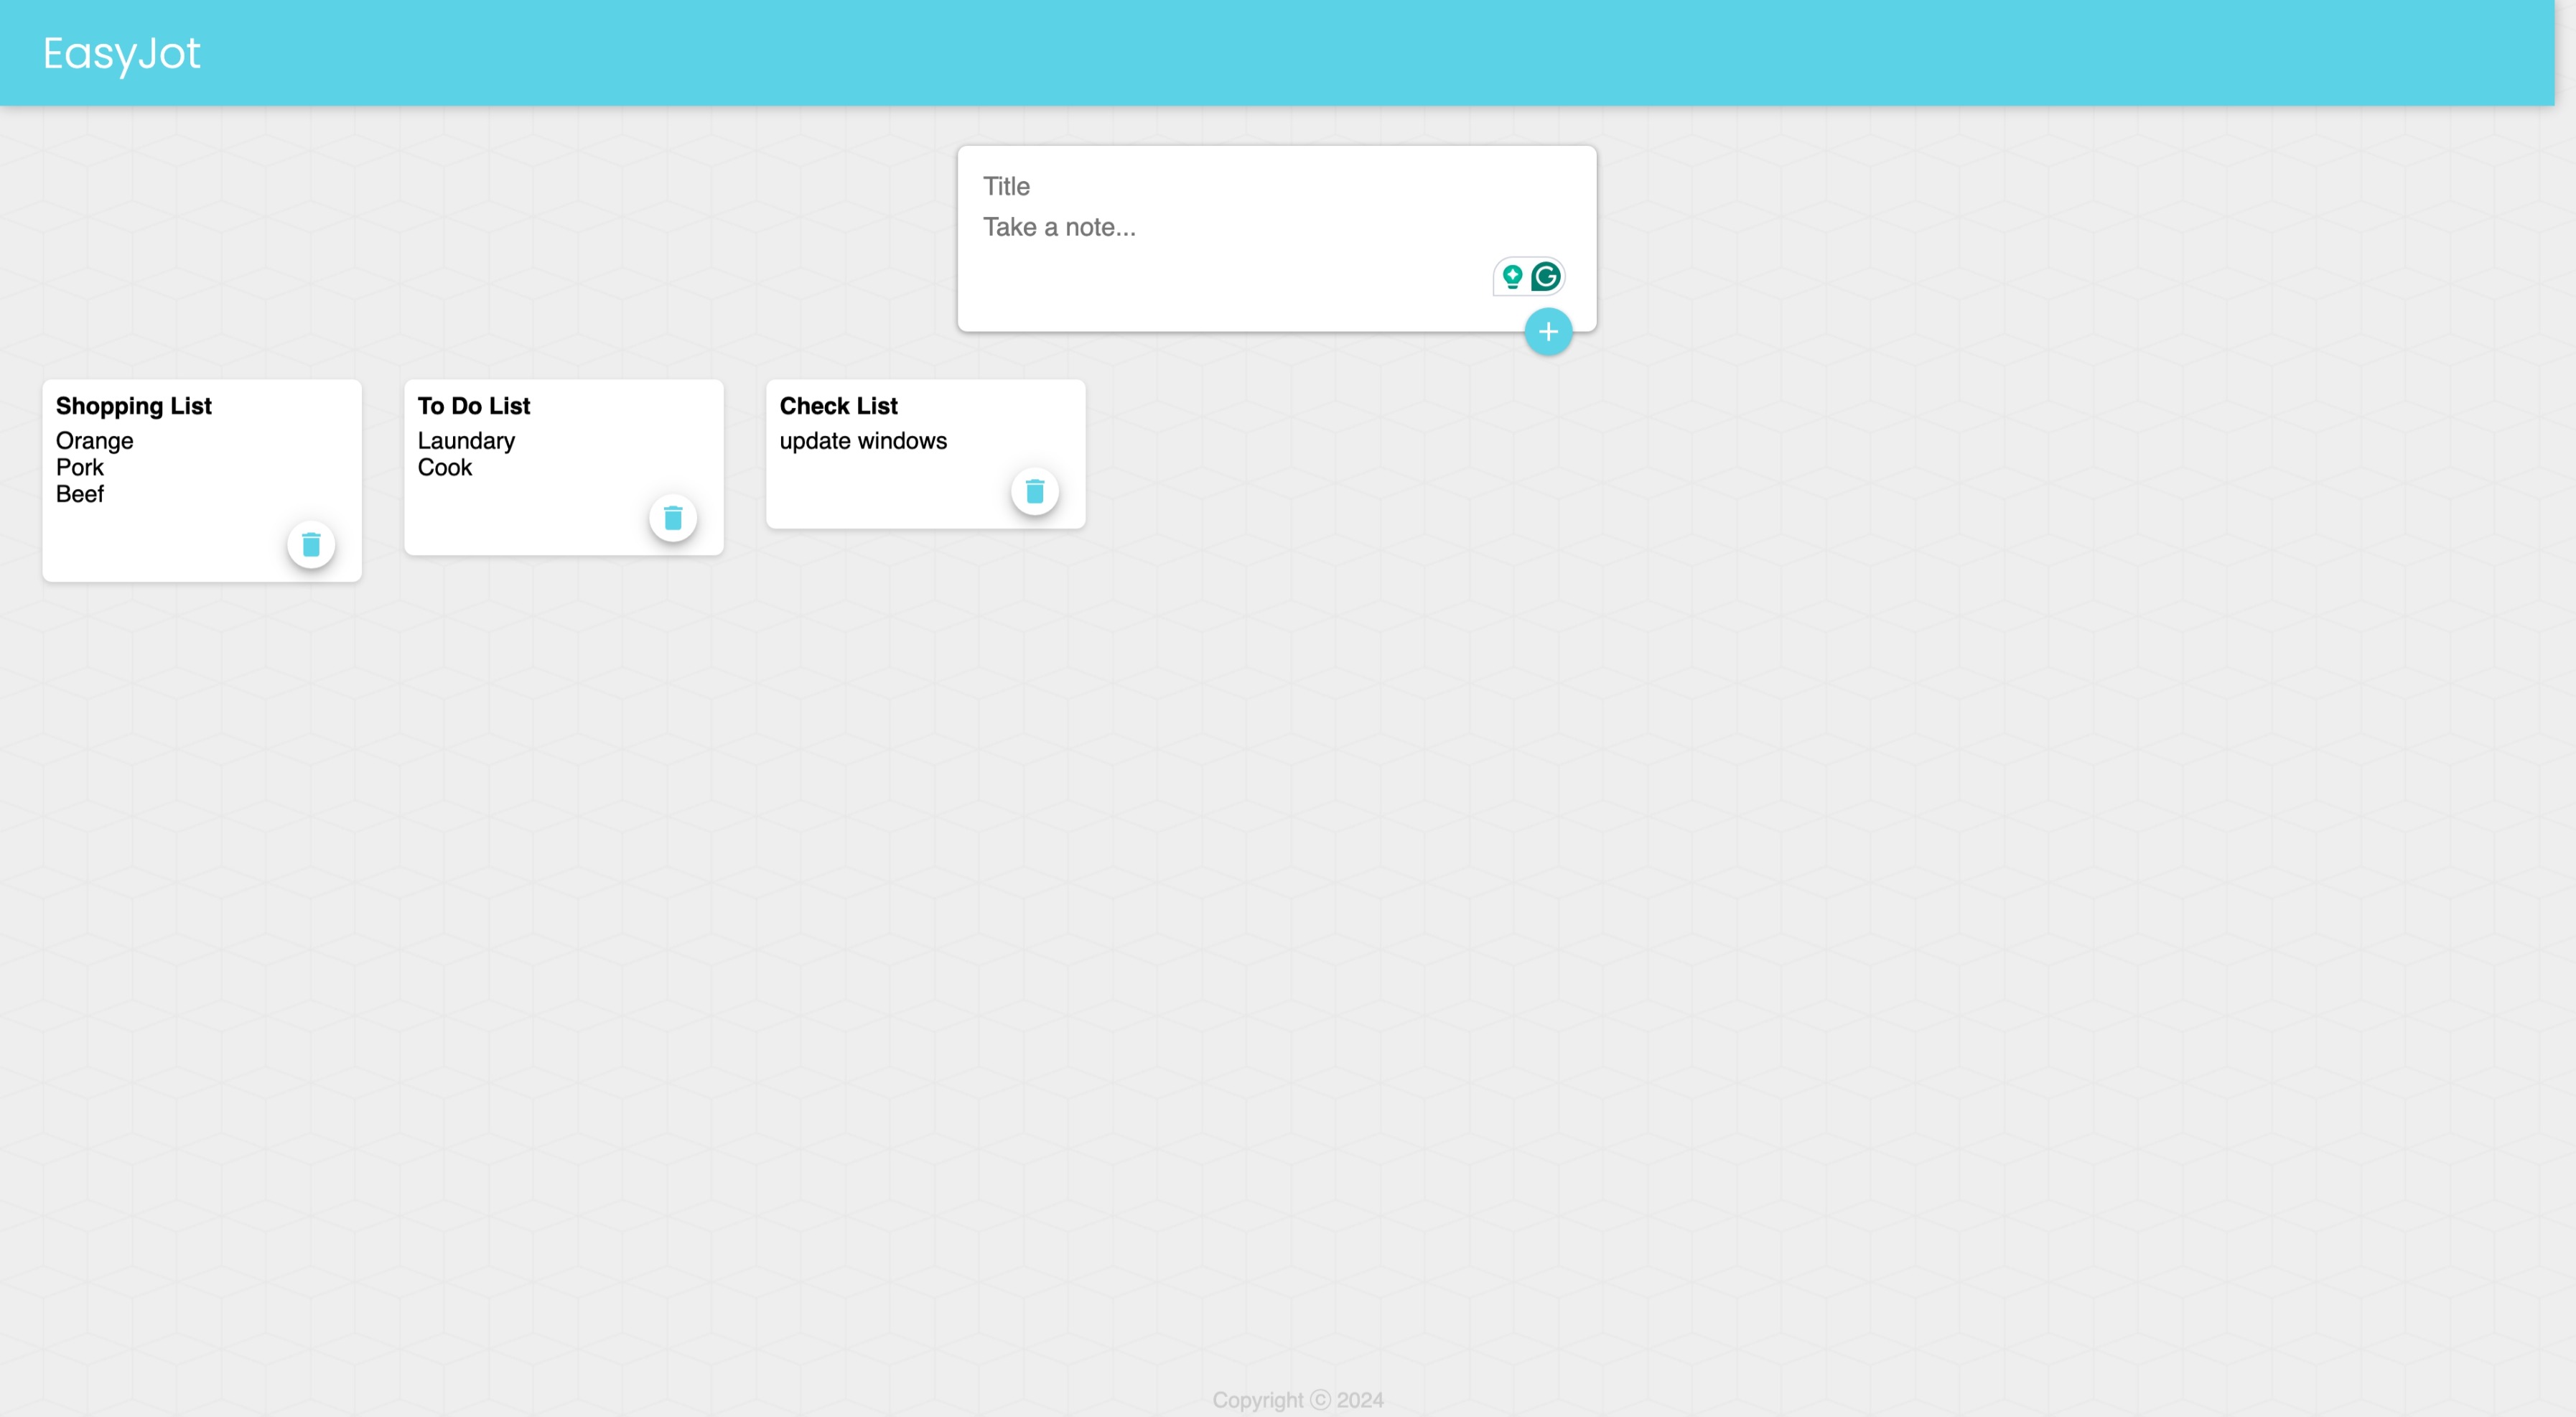 EasyJot
Title
Take a note...
Shopping List
Orange
Pork
Beef
To Do List
Laundary
Cook
Check List
update windows
Copyright ⓒ 2024